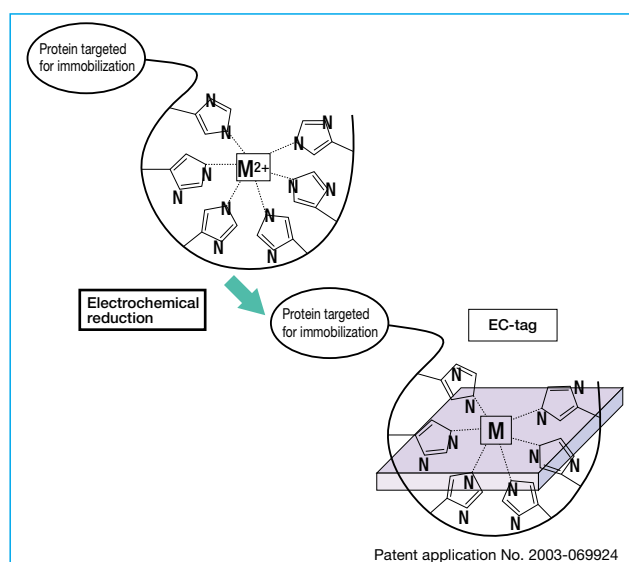 Protein targeted
for immobilization
N
N
N
N
N
N
M2+
N
N
N
N
N
N
Electrochemical
reduction
Protein targeted
for immobilization
EC-tag
N
N
N
N
N
M
N
N
N
N
N
N
N
Patent application No. 2003-069924